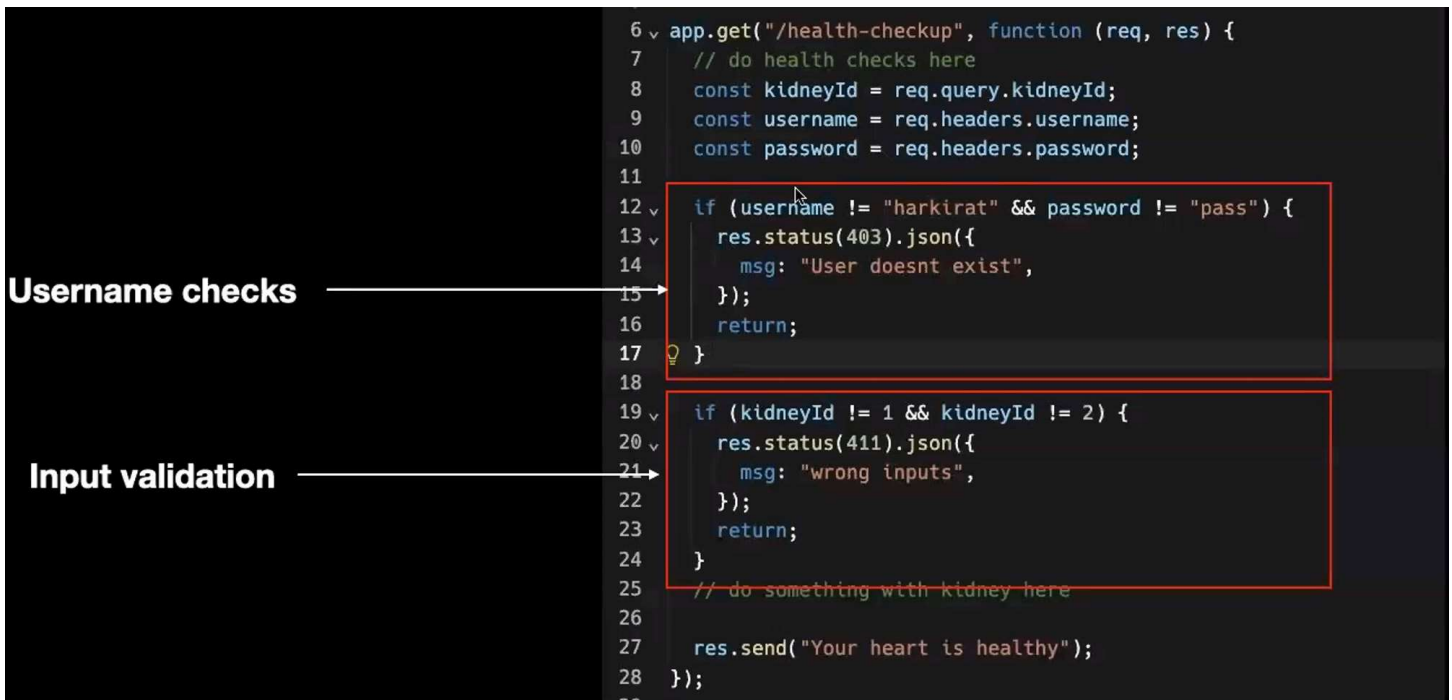 6 app.get("/health-checkup", function (req, res) {
7 // do health checks here
8 const kidneyId = req.query.kidneyId;
9 const username = req.headers.username;
10 const password = req.headers.password;
11
12 if (username != "harkirat" && password != "pass") {
13 res.status(403).json({
14 msg: "User doesnt exist",
Username checks
15 });
16 return;
17 }
18
19 if (kidneyId != 1 && kidneyId != 2) {
20 res.status(411).json({
Input validation
21 msg: "wrong inputs",
22 });
23 return;
24 }
25 // do something with kidney here
26
27 res.send("Your heart is healthy");
28 });